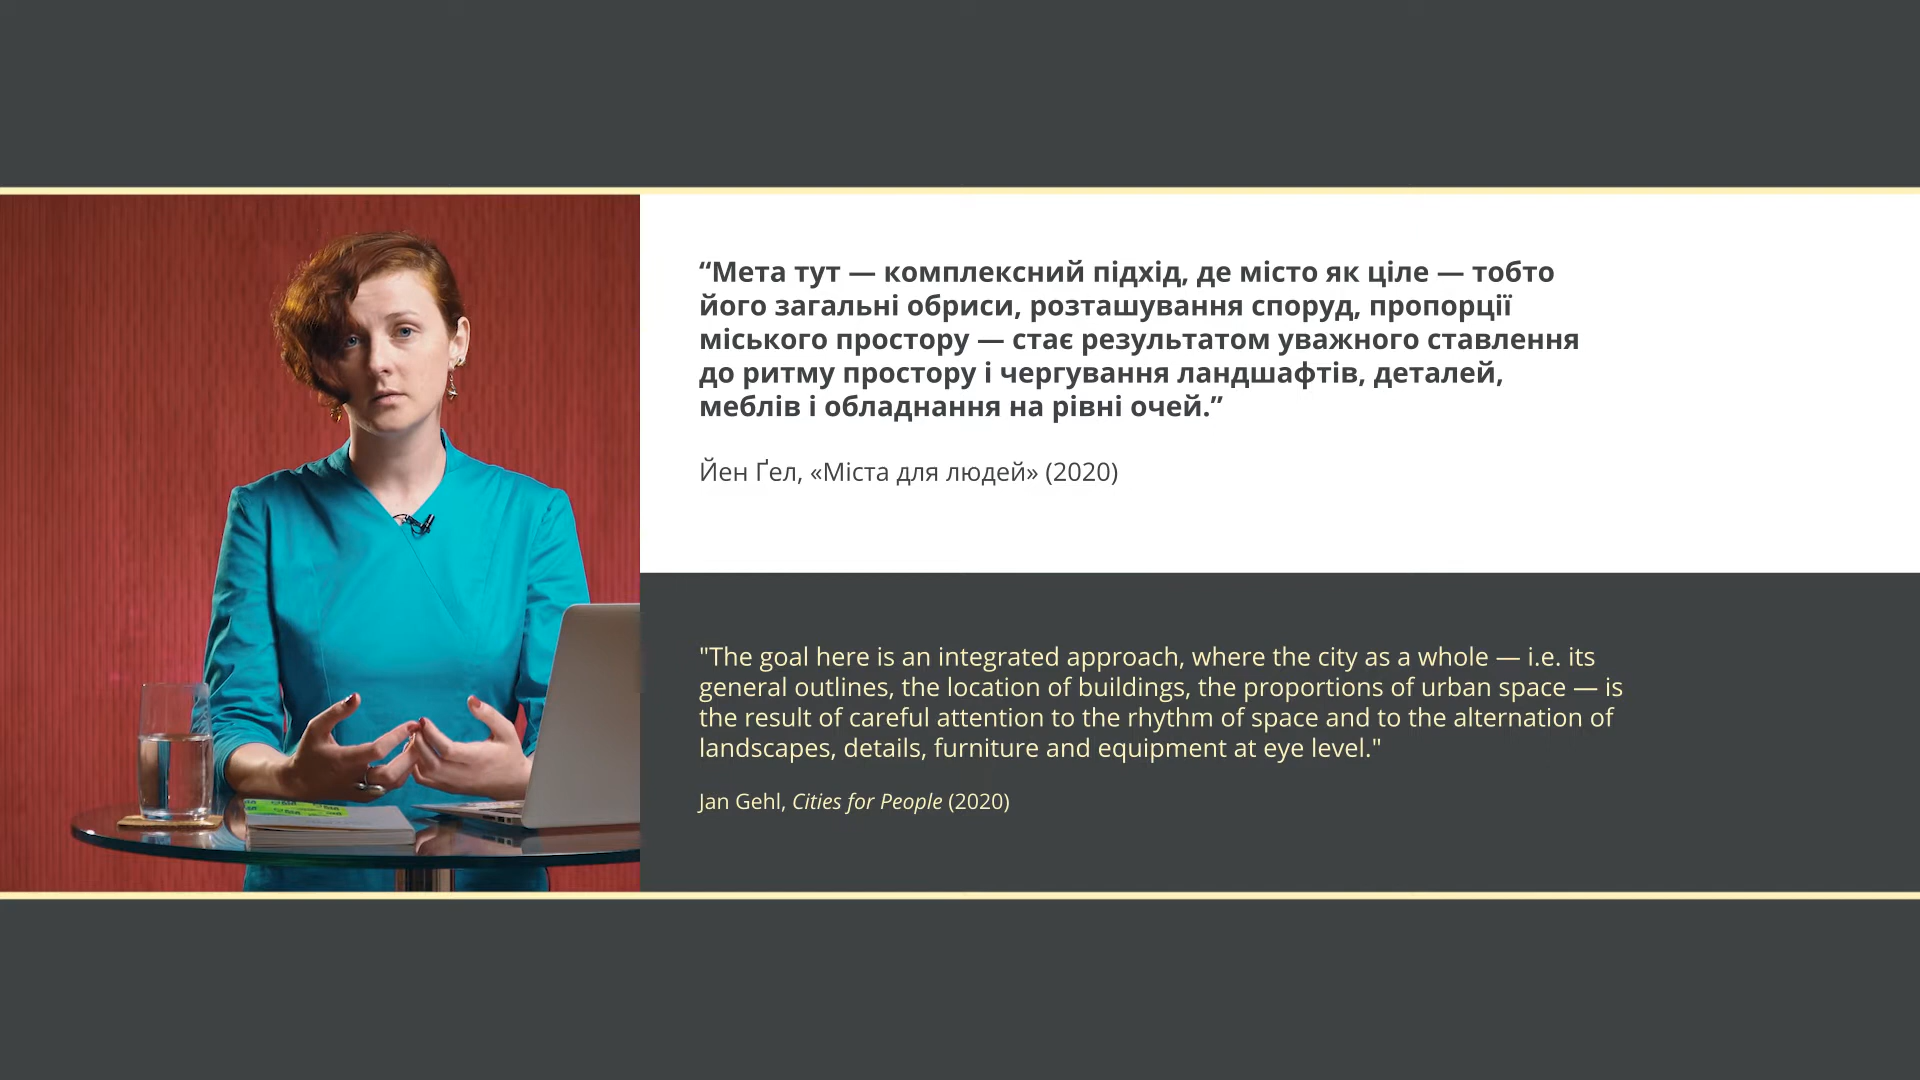 “Мета тут — комплексний підхід, де місто як ціле — тобто
його загальні обриси, розташування споруд, пропорції
міського простору — стає результатом уважного ставлення
до ритму простору і чергування ландшафтів, деталей,
меблів і обладнання на рівні очей.”
Йен Ґел, «Міста для людей» (2020)
"The goal here is an integrated approach, where the city as a whole — i.e. its
general outlines, the location of buildings, the proportions of urban space — is
the result of careful attention to the rhythm of space and to the alternation of
landscapes, details, furniture and equipment at eye level."
Jan Gehl, Cities for People (2020)